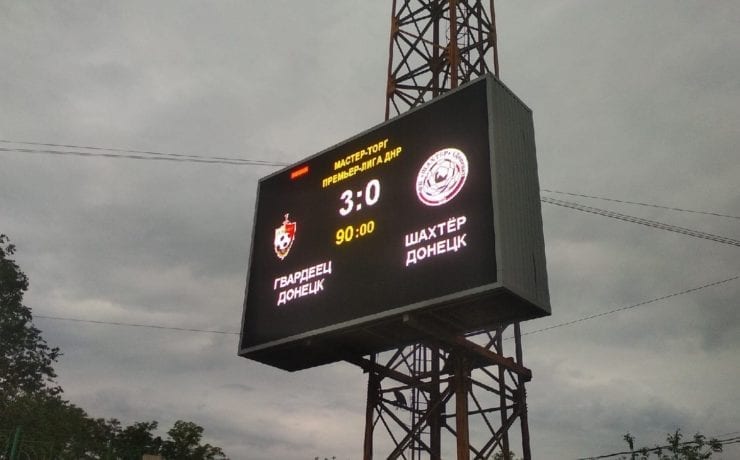 МАСТЕР-ТОРГ
ПРЕМЬЕР-ЛИГА ДНР
3:0
90:00
ГВАРДЕЕЦ
ДОНЕЦК
ШАХТЁР
ДОНЕЦК